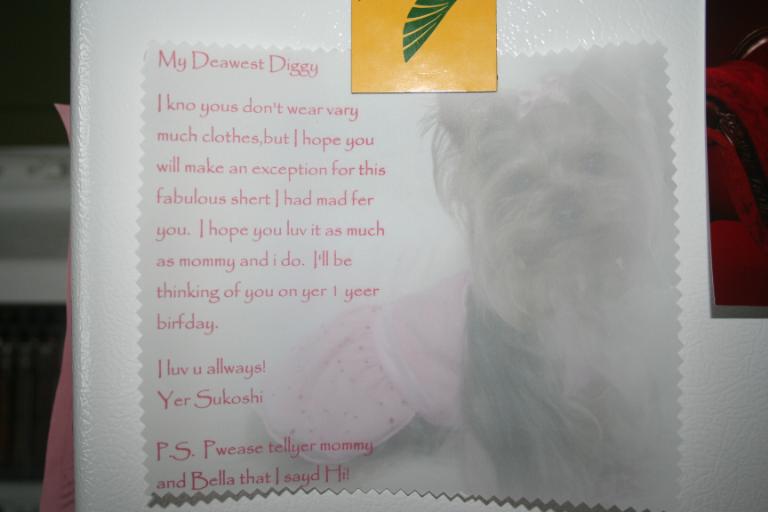 My Deawest Diggy
I kno yous don't wear vary
much clothes,but I hope you
will make an exception for this
fabulous shert I had mad fer
you. I hope you luv it as much
as mommy and i do. I'll be
thinking of you on yer 1 yeer
birfday.
I luv u allways!
Yer Sukoshi
P.S. Pwease tellyer mommy
and Bella that I sayd Hi!